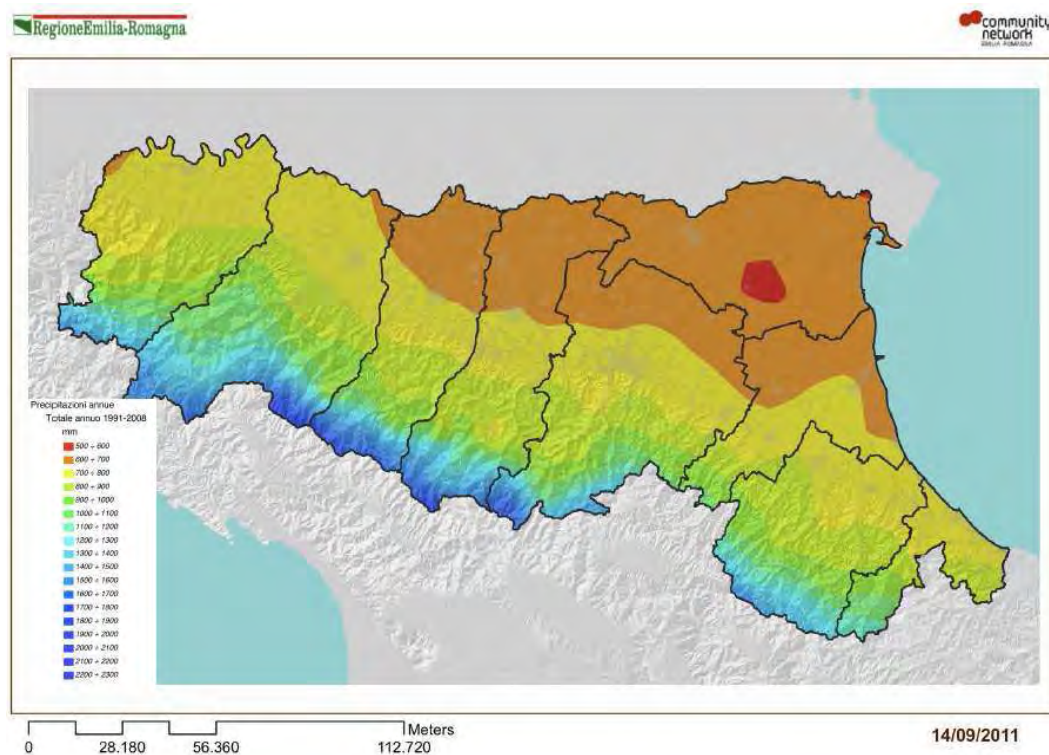 RegioneEmilia-Romagna
community
network
EMILIA-ROMAGNA
Precipitazioni annue
Totale annuo 1991-2008
mm
500 ÷ 600
600 ÷ 700
700 ÷ 800
800 ÷ 900
900 ÷ 1000
1000 ÷ 1100
1100 ÷ 1200
1200 ÷ 1300
1300 ÷ 1400
1400 ÷ 1500
1500 ÷ 1600
1600 ÷ 1700
1700 ÷ 1800
1800 ÷ 1900
1900 ÷ 2000
2000 ÷ 2100
2100 ÷ 2200
2200 ÷ 2300
Meters
0 28.180 56.360 112.720
14/09/2011